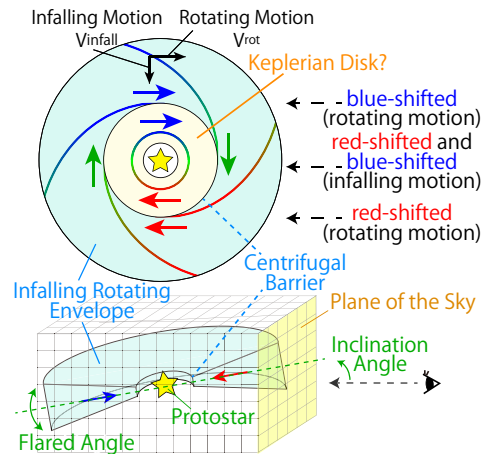 Infalling Motion
Vinfall
Rotating Motion
Vrot
Keplerian Disk?
blue-shifted
(rotating motion)
red-shifted and
blue-shifted
(infalling motion)
red-shifted
(rotating motion)
Centrifugal
Barrier
Infalling Rotating
Envelope
Plane of the Sky
Inclination
Angle
Protostar
Flared Angle